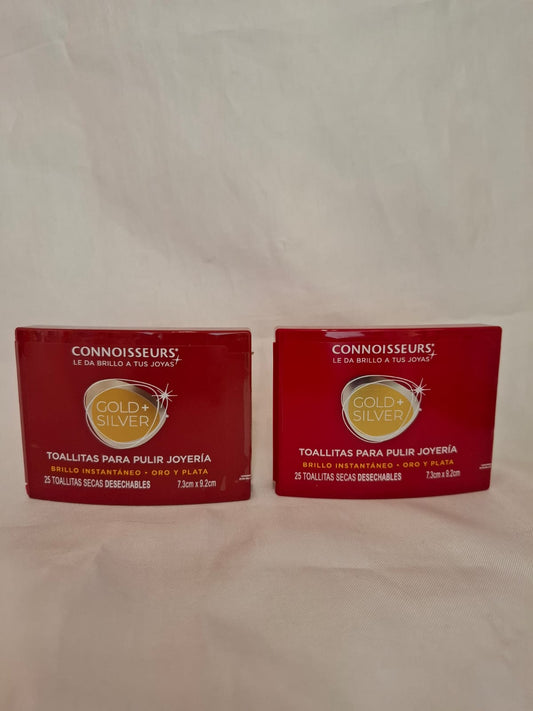 CONNOISSEURS
LE DA BRILLO A TUS JOYAS
GOLD +
SILVER
TOALLITAS PARA PULIR JOYERÍA
BRILLO INSTANTÁNEO • ORO Y PLATA
25 TOALLITAS SECAS DESECHABLES 7.3cm x 9.2cm
CONNOISSEURS
LE DA BRILLO A TUS JOYAS
GOLD +
SILVER
TOALLITAS PARA PULIR JOYERÍA
BRILLO INSTANTÁNEO • ORO Y PLATA
25 TOALLITAS SECAS DESECHABLES 7.3cm x 9.2cm